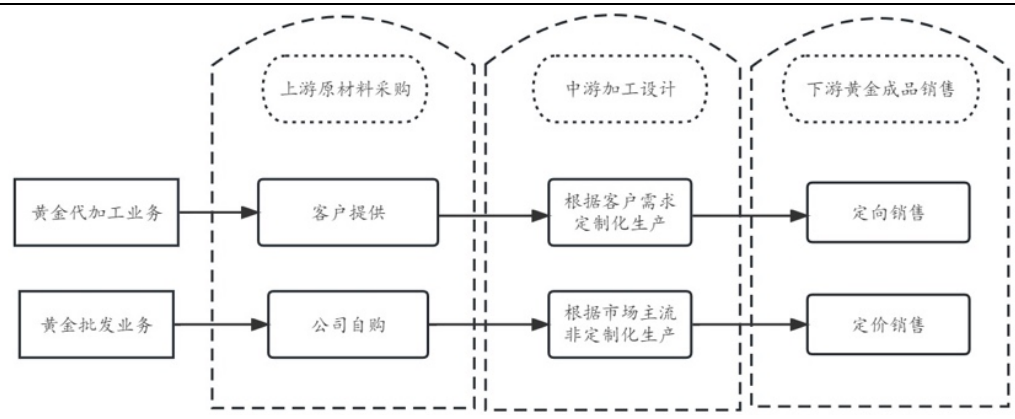 上游原材料采购
中游加工设计
下游黄金成品销售
黄金代加工业务
客户提供
根据客户需求
定制化生产
定向销售
黄金批发业务
公司自购
根据市场主流
非定制化生产
定价销售